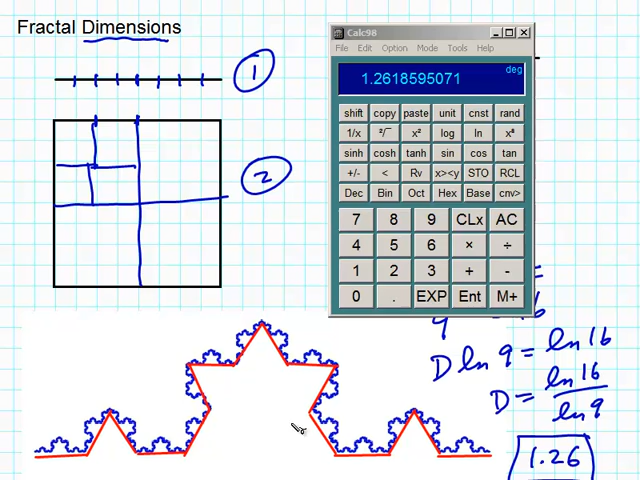 Fractal Dimensions
1
2
Calc98
File Edit Option Mode Tools Help
1.2618595071
deg
shift copy paste unit cnst rand
1/x ²/‾ x² log ln xª
sinh cosh tanh sin cos tan
+/- < Rv x><y STO RCL
Dec Bin Oct Hex Base cnv>
7 8 9 CLx AC
4 5 6 × ÷
1 2 3 + -
0 . EXP Ent M+
D ln 9 = ln 16
D = ln 16
ln 9
1.26